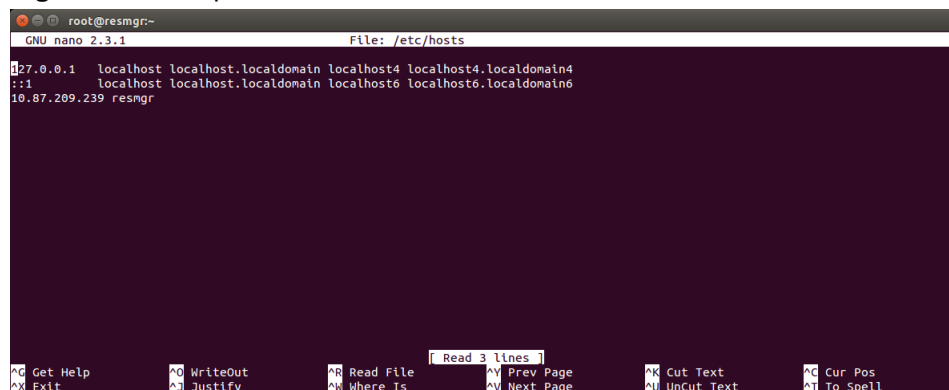 root@resmgr:~
GNU nano 2.3.1 File: /etc/hosts
127.0.0.1 localhost localhost.localdomain localhost4 localhost4.localdomain4
::1 localhost localhost.localdomain localhost6 localhost6.localdomain6
10.87.209.239 resmgr
[ Read 3 lines ]
^G Get Help ^O WriteOut ^R Read File ^Y Prev Page ^K Cut Text ^C Cur Pos
^X Exit ^J Justify ^W Where Is ^V Next Page ^U UnCut Text ^T To Spell